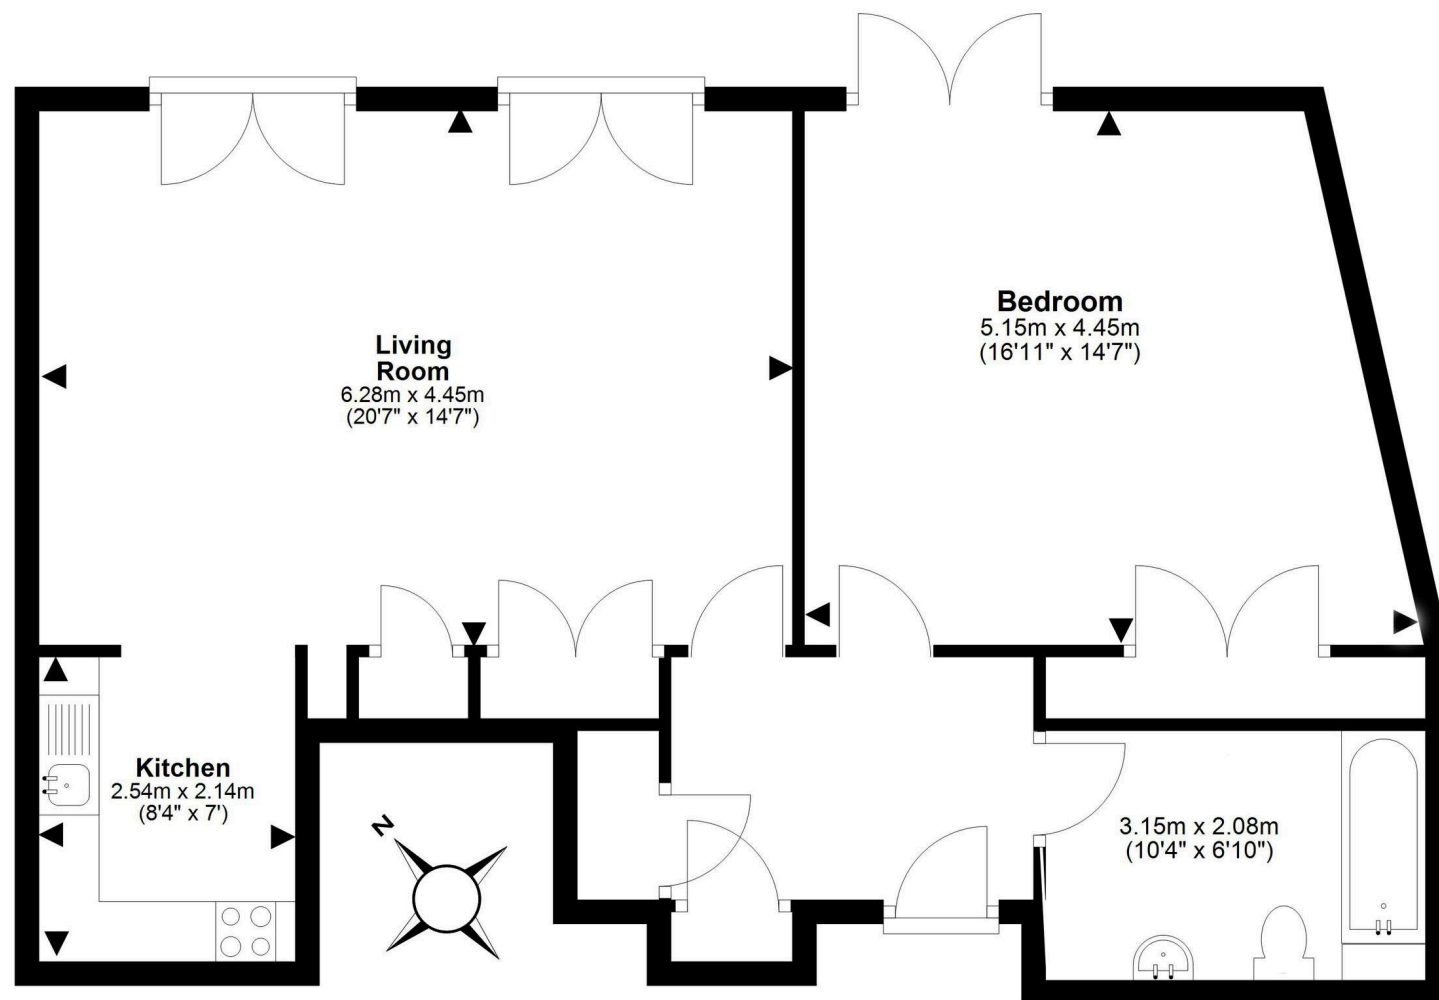 Living
Room
6.28m x 4.45m
(20'7" x 14'7")
Bedroom
5.15m x 4.45m
(16'11" x 14'7")
Kitchen
2.54m x 2.14m
(8'4" x 7')
N
3.15m x 2.08m
(10'4" x 6'10")